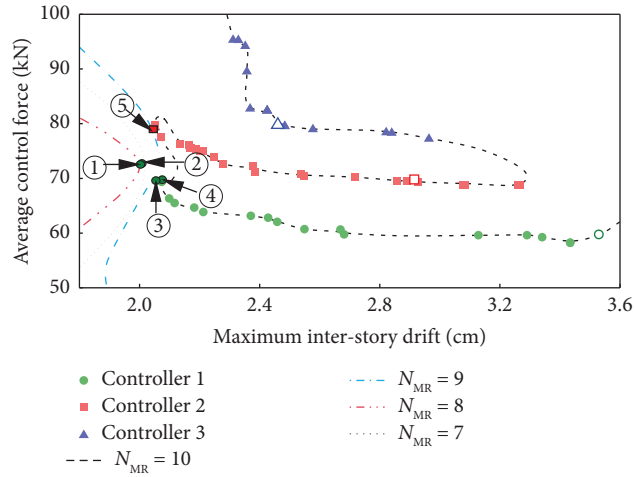 100
90
80
70
60
50
Average control force (kN)
5
1
2
3
4
2.0
2.4
2.8
3.2
3.6
Maximum inter-story drift (cm)
Controller 1
Controller 2
Controller 3
N_MR = 10
N_MR = 9
N_MR = 8
N_MR = 7